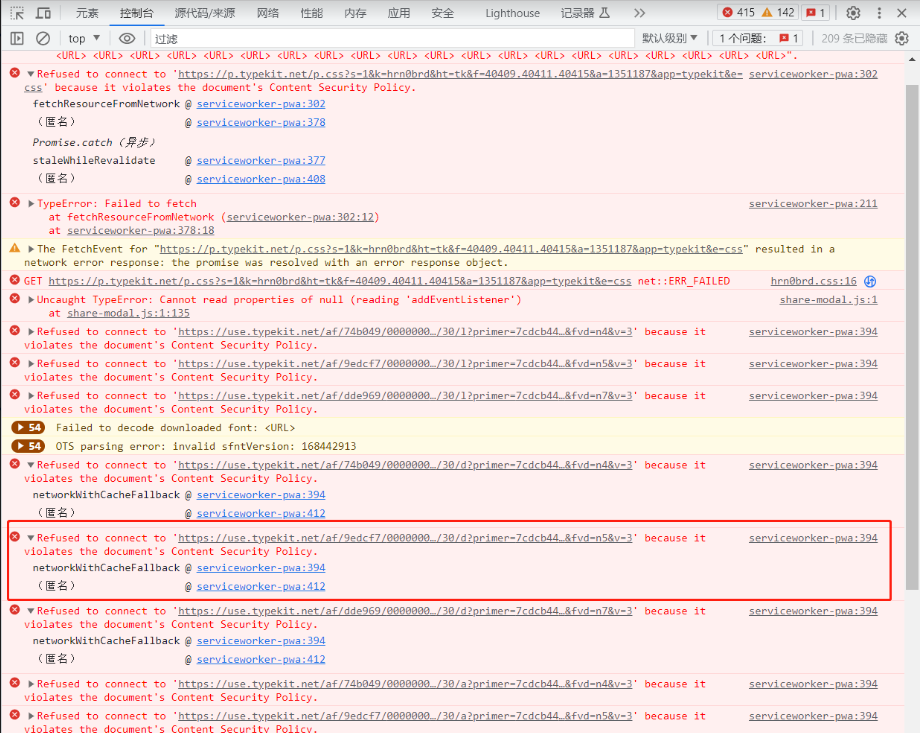 元素 控制台 源代码/来源 网络 性能 内存 应用 安全 Lighthouse 记录器 415 142 1
top 过滤 默认级别 1 个问题: 1 209 条已隐藏
<URL> <URL> <URL> <URL> <URL> <URL> <URL> <URL> <URL> <URL> <URL> <URL> <URL> <URL> <URL> <URL> <URL> <URL> <URL> <URL>".
Refused to connect to 'https://p.typekit.net/p.css?s=1&k=hrn0brd&ht=tk&f=40409.40411.40415&a=1351187&app=typekit&e= serviceworker-pwa:302
css' because it violates the document's Content Security Policy.
fetchResourceFromNetwork @ serviceworker-pwa:302
(匿名) @ serviceworker-pwa:378
Promise.catch（异步）
staleWhileRevalidate @ serviceworker-pwa:377
(匿名) @ serviceworker-pwa:408
TypeError: Failed to fetch serviceworker-pwa:211
at fetchResourceFromNetwork (serviceworker-pwa:302:12)
at serviceworker-pwa:378:18
The FetchEvent for "https://p.typekit.net/p.css?s=1&k=hrn0brd&ht=tk&f=40409.40411.40415&a=1351187&app=typekit&e=css" resulted in a
network error response: the promise was resolved with an error response object.
GET https://p.typekit.net/p.css?s=1&k=hrn0brd&ht=tk&f=40409.40411.40415&a=1351187&app=typekit&e=css net::ERR_FAILED hrn0brd.css:16
Uncaught TypeError: Cannot read properties of null (reading 'addEventListener') share-modal.js:1
at share-modal.js:1:135
Refused to connect to 'https://use.typekit.net/af/74b049/0000000…/30/l?primer=7cdcb44…&fvd=n4&v=3' because it serviceworker-pwa:394
violates the document's Content Security Policy.
Refused to connect to 'https://use.typekit.net/af/9edcf7/0000000…/30/l?primer=7cdcb44…&fvd=n5&v=3' because it serviceworker-pwa:394
violates the document's Content Security Policy.
Refused to connect to 'https://use.typekit.net/af/dde969/0000000…/30/l?primer=7cdcb44…&fvd=n7&v=3' because it serviceworker-pwa:394
violates the document's Content Security Policy.
54 Failed to decode downloaded font: <URL>
54 OTS parsing error: invalid sfntVersion: 168442913
Refused to connect to 'https://use.typekit.net/af/74b049/0000000…/30/d?primer=7cdcb44…&fvd=n4&v=3' because it serviceworker-pwa:394
violates the document's Content Security Policy.
networkWithCacheFallback @ serviceworker-pwa:394
(匿名) @ serviceworker-pwa:412
Refused to connect to 'https://use.typekit.net/af/9edcf7/0000000…/30/d?primer=7cdcb44…&fvd=n5&v=3' because it serviceworker-pwa:394
violates the document's Content Security Policy.
networkWithCacheFallback @ serviceworker-pwa:394
(匿名) @ serviceworker-pwa:412
Refused to connect to 'https://use.typekit.net/af/dde969/0000000…/30/d?primer=7cdcb44…&fvd=n7&v=3' because it serviceworker-pwa:394
violates the document's Content Security Policy.
networkWithCacheFallback @ serviceworker-pwa:394
(匿名) @ serviceworker-pwa:412
Refused to connect to 'https://use.typekit.net/af/74b049/0000000…/30/a?primer=7cdcb44…&fvd=n4&v=3' because it serviceworker-pwa:394
violates the document's Content Security Policy.
Refused to connect to 'https://use.typekit.net/af/9edcf7/0000000…/30/a?primer=7cdcb44…&fvd=n5&v=3' because it serviceworker-pwa:394
violates the document's Content Security Policy.